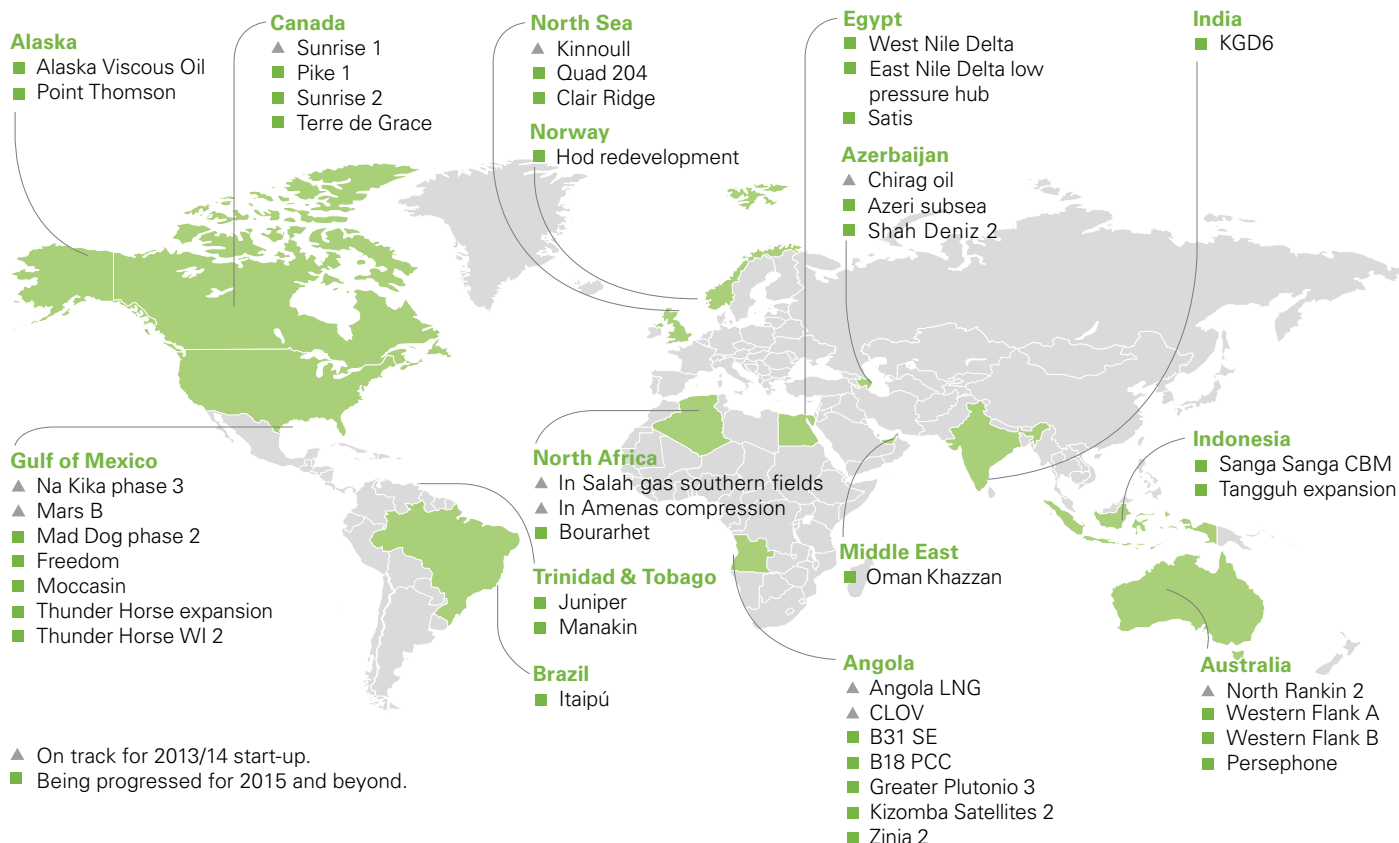 Alaska
Alaska Viscous Oil
Point Thomson
Canada
Sunrise 1
Pike 1
Sunrise 2
Terre de Grace
North Sea
Kinnoull
Quad 204
Clair Ridge
Norway
Hod redevelopment
Egypt
West Nile Delta
East Nile Delta low
pressure hub
Satis
Azerbaijan
Chirag oil
Azeri subsea
Shah Deniz 2
India
KGD6
Gulf of Mexico
Na Kika phase 3
Mars B
Mad Dog phase 2
Freedom
Moccasin
Thunder Horse expansion
Thunder Horse WI 2
North Africa
In Salah gas southern fields
In Amenas compression
Bourarhet
Trinidad & Tobago
Juniper
Manakin
Brazil
Itaipú
Middle East
Oman Khazzan
Indonesia
Sanga Sanga CBM
Tangguh expansion
Angola
Angola LNG
CLOV
B31 SE
B18 PCC
Greater Plutonio 3
Kizomba Satellites 2
Zinia 2
Australia
North Rankin 2
Western Flank A
Western Flank B
Persephone
On track for 2013/14 start-up.
Being progressed for 2015 and beyond.